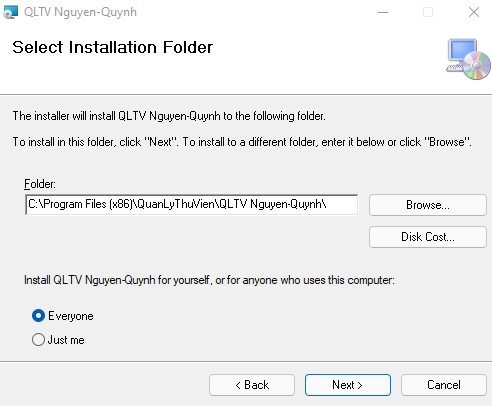 QLTV Nguyen-Quynh
Select Installation Folder
The installer will install QLTV Nguyen-Quynh to the following folder.
To install in this folder, click "Next". To install to a different folder, enter it below or click "Browse".
Folder:
C:\Program Files (x86)\QuanLyThuVien\QLTV Nguyen-Quynh\
Browse...
Disk Cost...
Install QLTV Nguyen-Quynh for yourself, or for anyone who uses this computer:
Everyone
Just me
< Back
Next >
Cancel